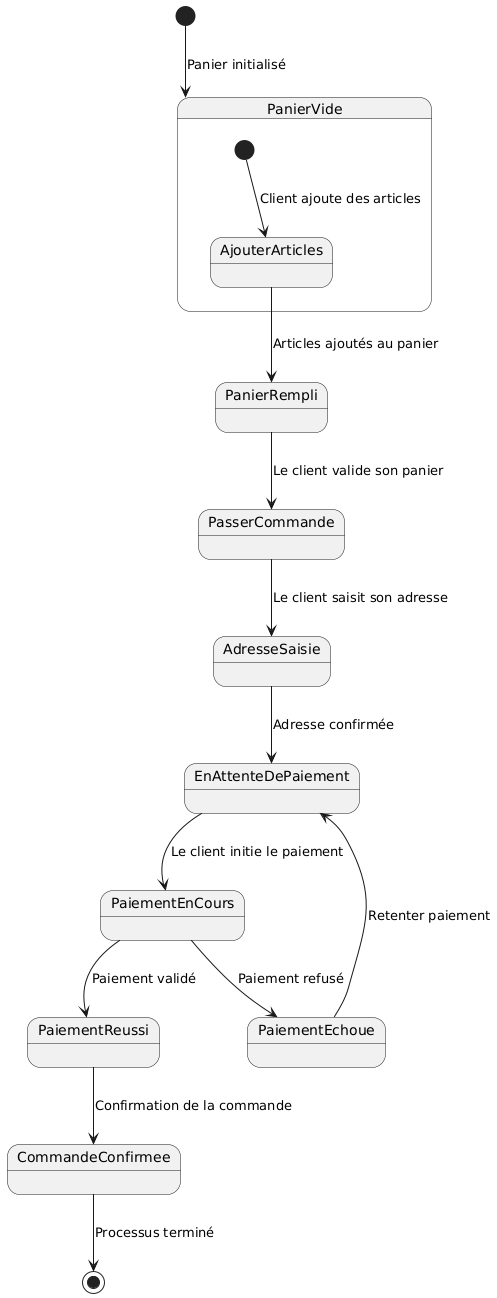 Panier initialisé
PanierVide
Client ajoute des articles
AjouterArticles
Articles ajoutés au panier
PanierRempli
Le client valide son panier
PasserCommande
Le client saisit son adresse
AdresseSaisie
Adresse confirmée
EnAttenteDePaiement
Le client initie le paiement
PaiementEnCours
Retenter paiement
Paiement validé
Paiement refusé
PaiementReussi
PaiementEchoue
Confirmation de la commande
CommandeConfirmee
Processus terminé